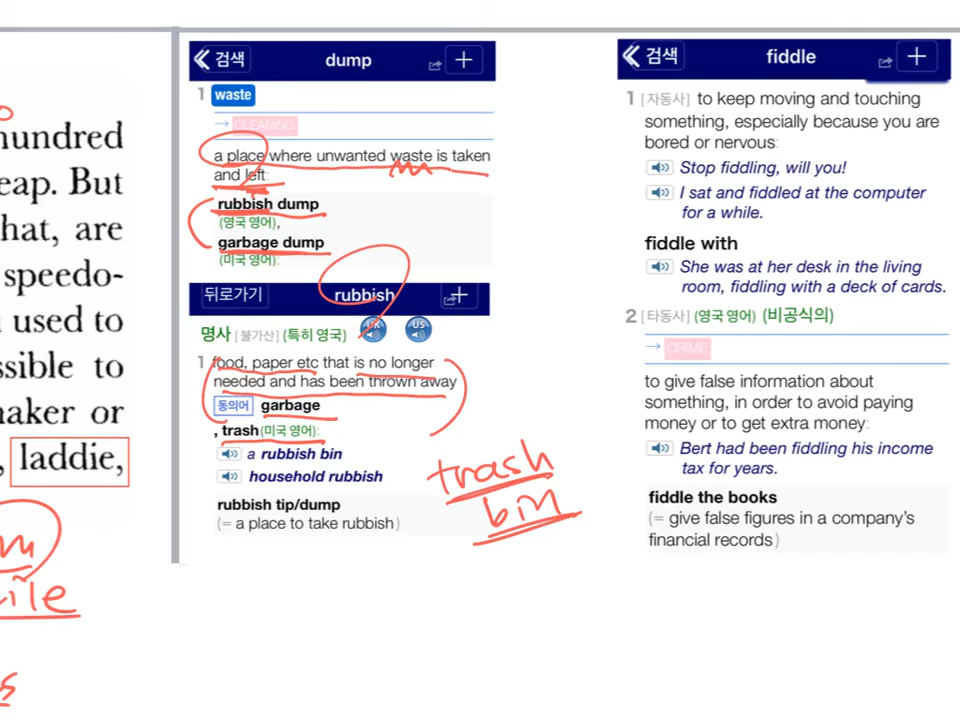 hundred
eap. But
hat, are
speedo-
u used to
ssible to
maker or
, laddie,
검색
dump
1 waste
→ CLEANING
a place where unwanted waste is taken
and left:
rubbish dump
(영국 영어),
garbage dump
(미국 영어):
뒤로가기
rubbish
명사 [불가산] (특히 영국) UK US
1 food, paper etc that is no longer
needed and has been thrown away
동의어 garbage
, trash(미국 영어):
a rubbish bin
household rubbish
rubbish tip/dump
(= a place to take rubbish)
trash
bin
검색
fiddle
1 [자동사] to keep moving and touching
something, especially because you are
bored or nervous:
Stop fiddling, will you!
I sat and fiddled at the computer
for a while.
fiddle with
She was at her desk in the living
room, fiddling with a deck of cards.
2 [타동사] (영국 영어) (비공식의)
→ CRIME
to give false information about
something, in order to avoid paying
money or to get extra money:
Bert had been fiddling his income
tax for years.
fiddle the books
(= give false figures in a company's
financial records)